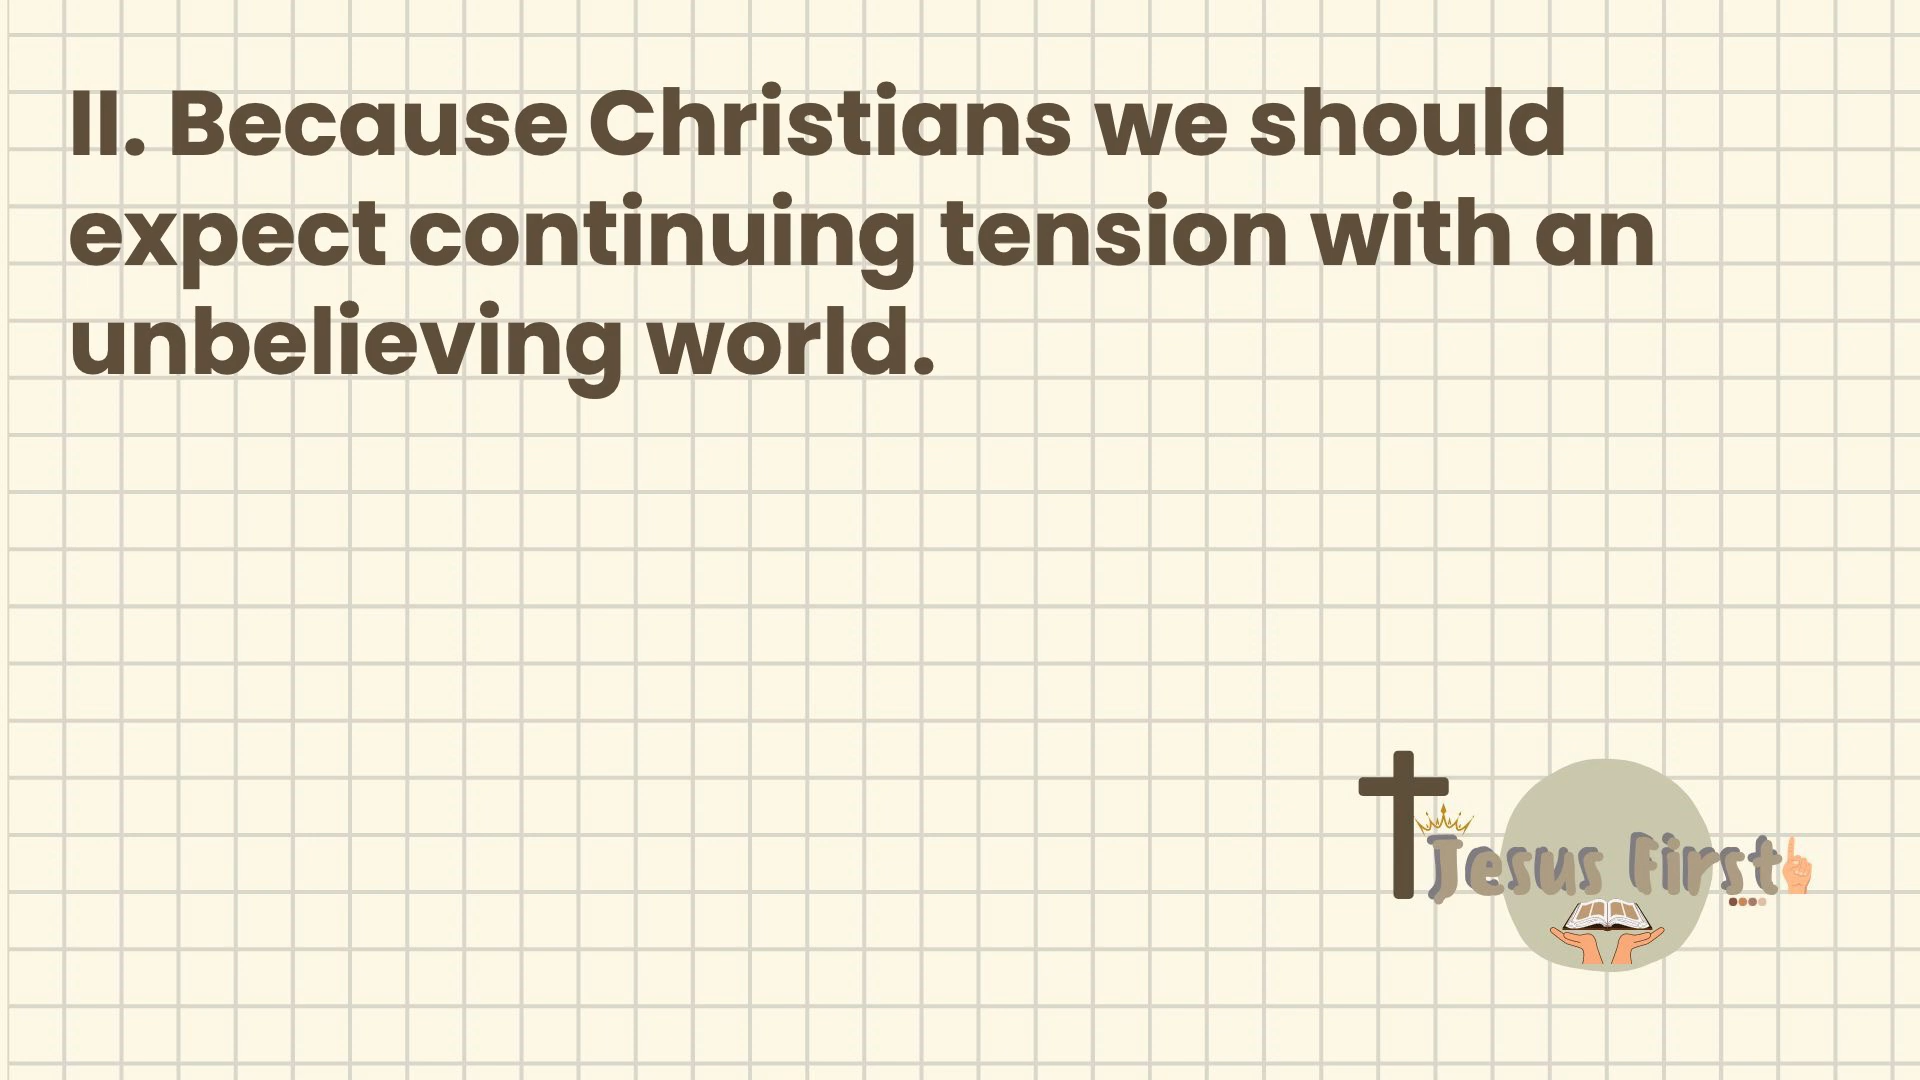 II. Because Christians we should
expect continuing tension with an
unbelieving world.
Jesus First